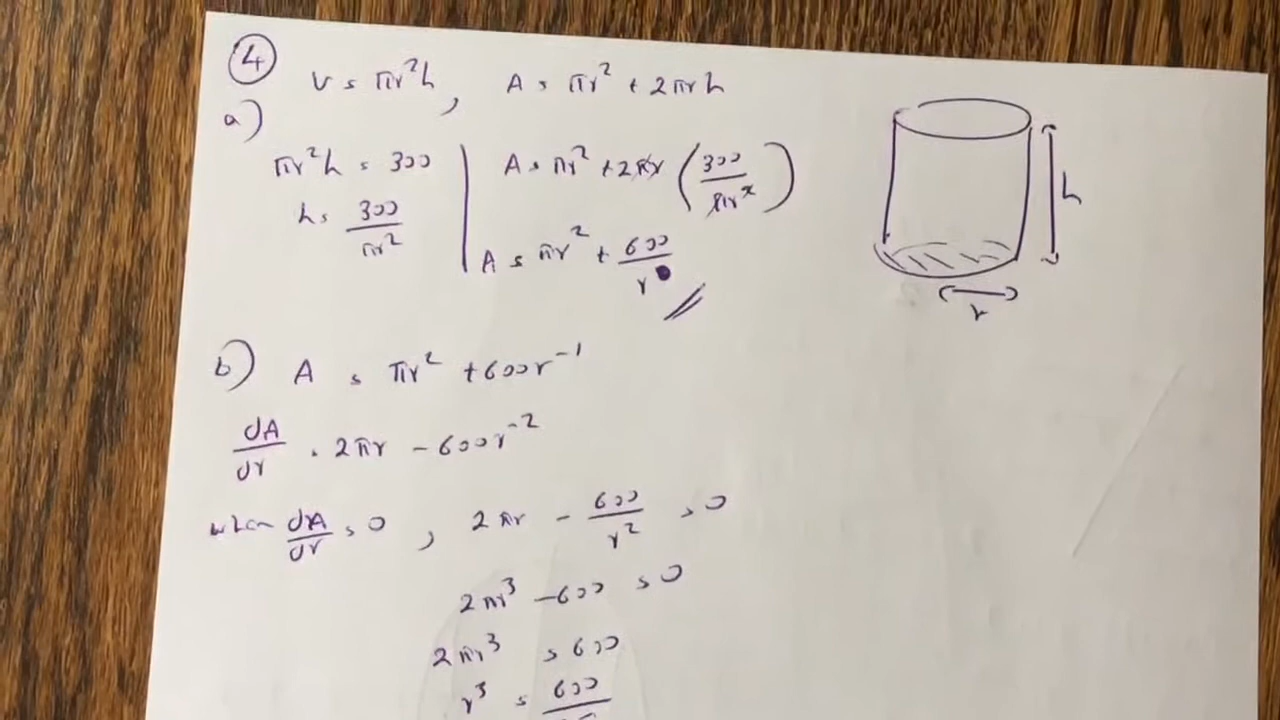 ④
V = πr²h, A = πr² + 2πrh
a)
πr²h = 300
h = 300/πr²
A = πr² + 2πr (300/πr²)
A = πr² + 600/r
h
r
b) A = πr² + 600r⁻¹
dA/dr = 2πr - 600r⁻²
when dA/dr = 0, 2πr - 600/r² = 0
2πr³ - 600 = 0
2πr³ = 600
r³ = 600/